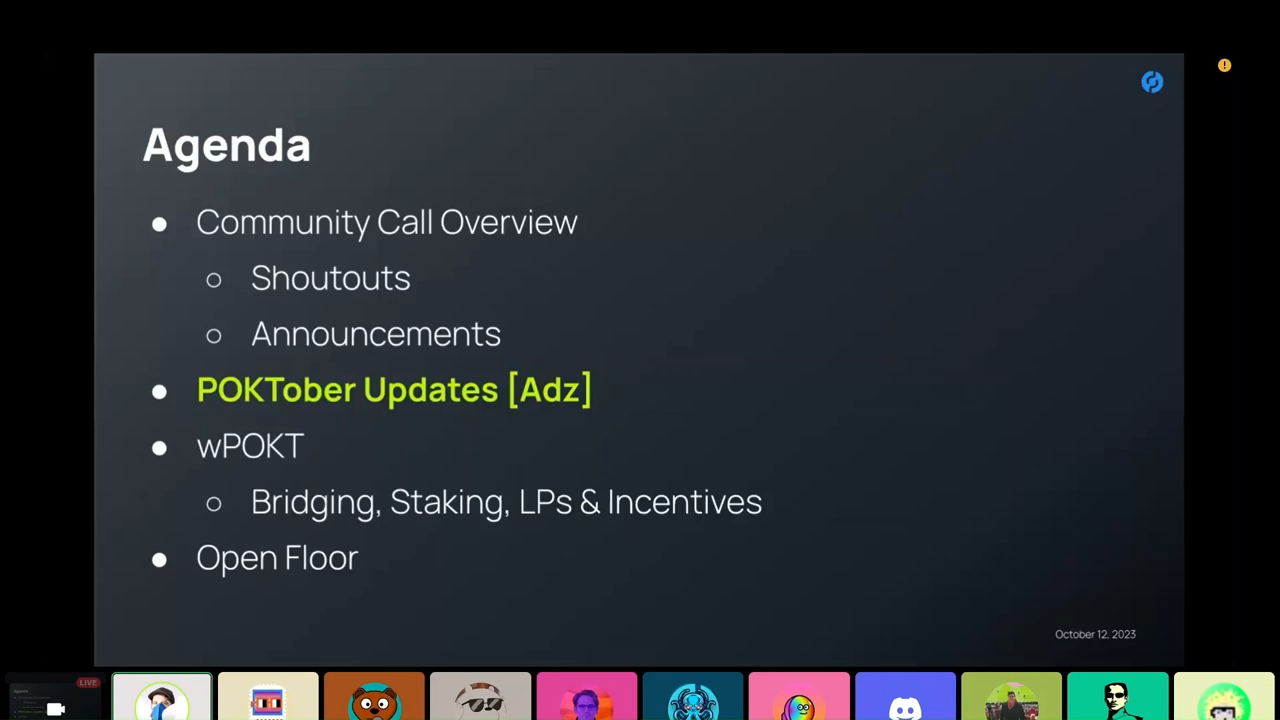 Agenda
Community Call Overview
Shoutouts
Announcements
POKTober Updates [Adz]
wPOKT
Bridging, Staking, LPs & Incentives
Open Floor
October 12, 2023
LIVE